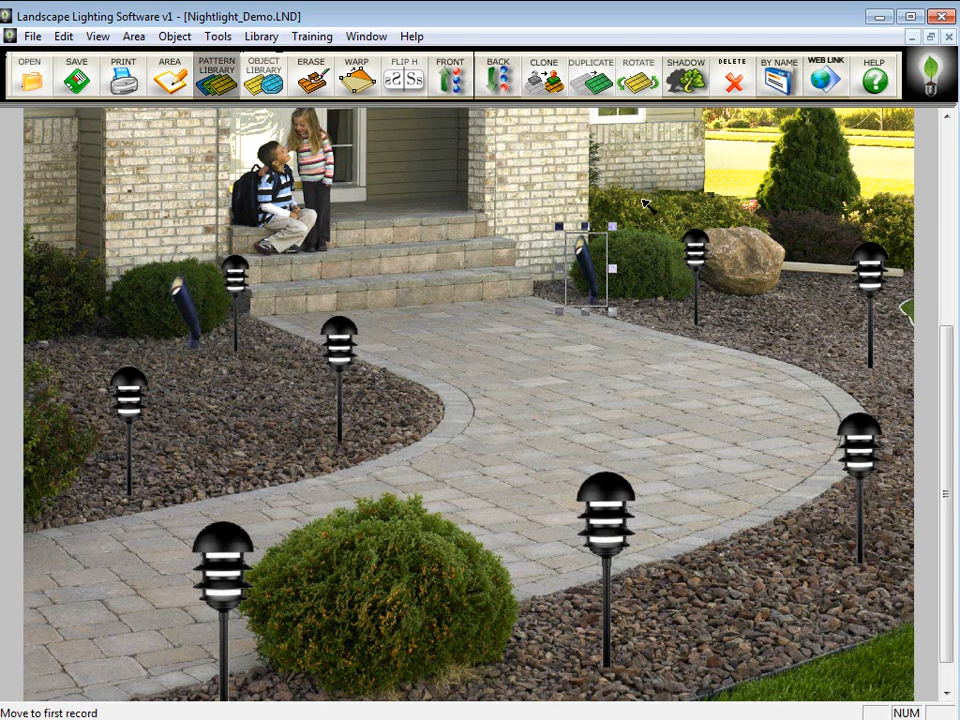 Landscape Lighting Software v1 - [Nightlight_Demo.LND]
File Edit View Area Object Tools Library Training Window Help
OPEN SAVE PRINT AREA PATTERN LIBRARY OBJECT LIBRARY ERASE WARP FLIP H FRONT BACK CLONE DUPLICATE ROTATE SHADOW DELETE BY NAME WEB LINK HELP
Move to first record NUM